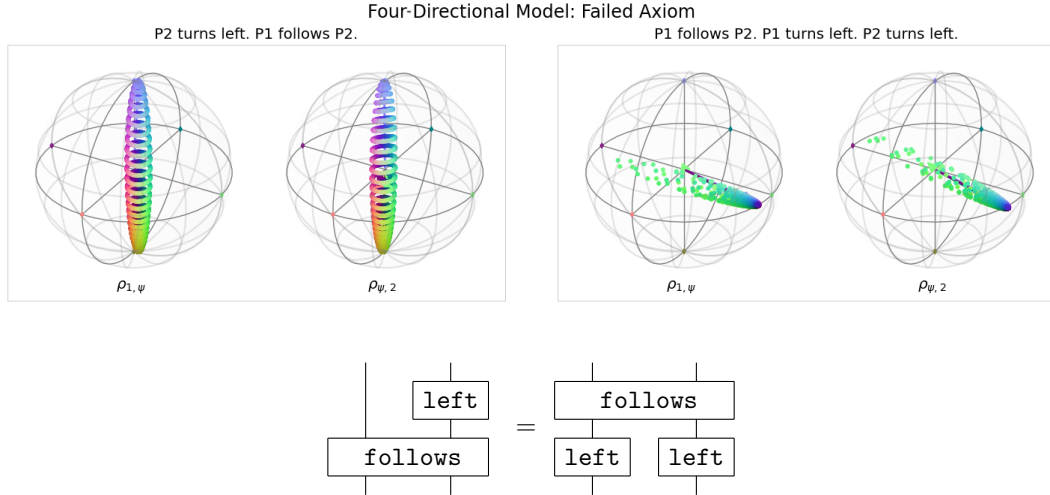 Four-Directional Model: Failed Axiom
P2 turns left. P1 follows P2.
P1 follows P2. P1 turns left. P2 turns left.
ρ1,ψ
ρψ,2
ρ1,ψ
ρψ,2
left
follows
=
follows
left
left